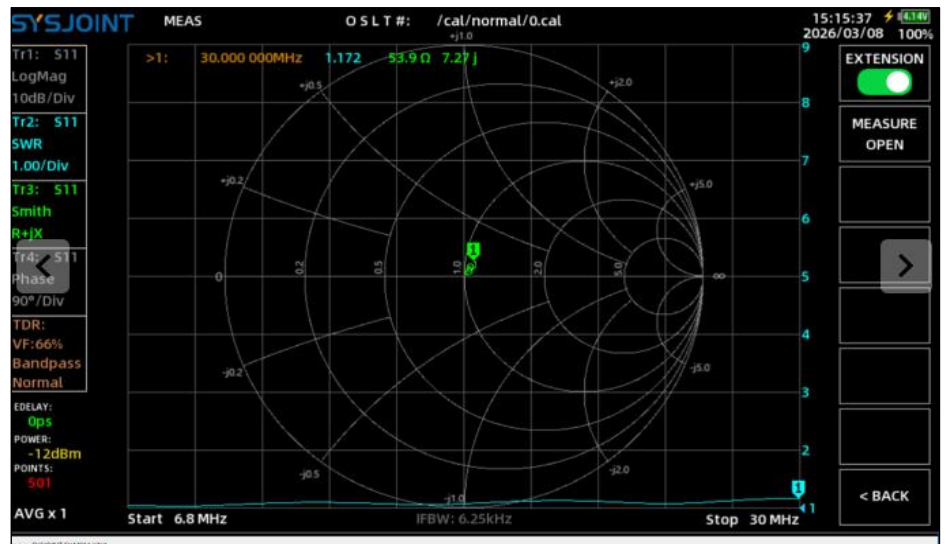 SYSJOINT MEAS OSLT#: /cal/normal/0.cal 15:15:37 4.14V
2026/03/08 100%
Tr1: S11
LogMag
10dB/Div
Tr2: S11
SWR
1.00/Div
Tr3: S11
Smith
R+jX
Tr4: S11
Phase
90°/Div
TDR:
VF:66%
Bandpass
Normal
EDELAY:
0ps
POWER:
-12dBm
POINTS:
501
AVG x 1
>1: 30.000 000MHz 1.172 53.9 Ω 7.27 j
+j1.0
+j0.5
+j2.0
+j0.2
+j5.0
0 0.2 0.5 1.0 2.0 5.0 ∞
1
-j0.2
-j5.0
-j0.5
-j2.0
-j1.0
9
8
7
6
5
4
3
2
1
1
Start 6.8 MHz IFBW: 6.25kHz Stop 30 MHz
EXTENSION
MEASURE
OPEN
< BACK